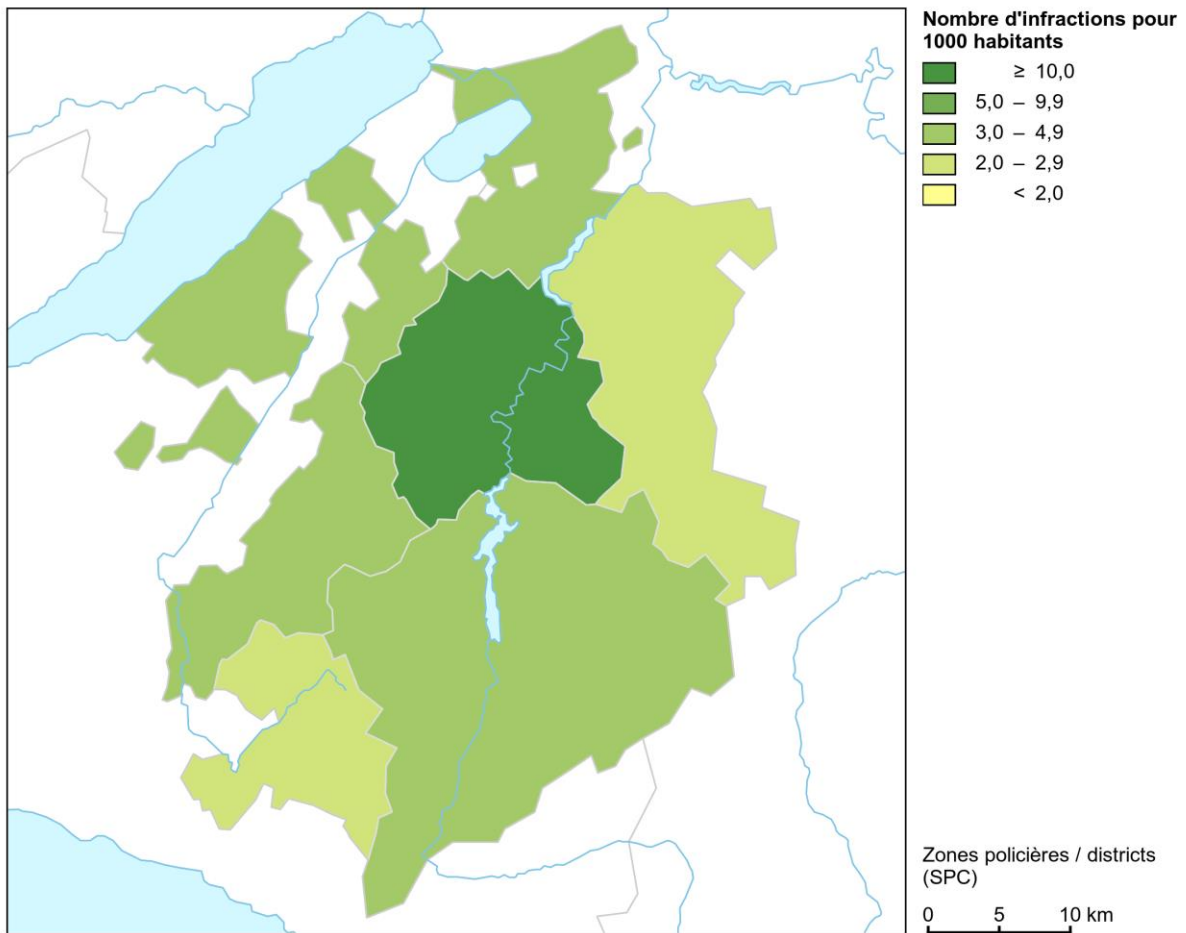 Nombre d'infractions pour
1000 habitants
≥ 10,0
5,0 – 9,9
3,0 – 4,9
2,0 – 2,9
< 2,0
Zones policières / districts
(SPC)
0 5 10 km